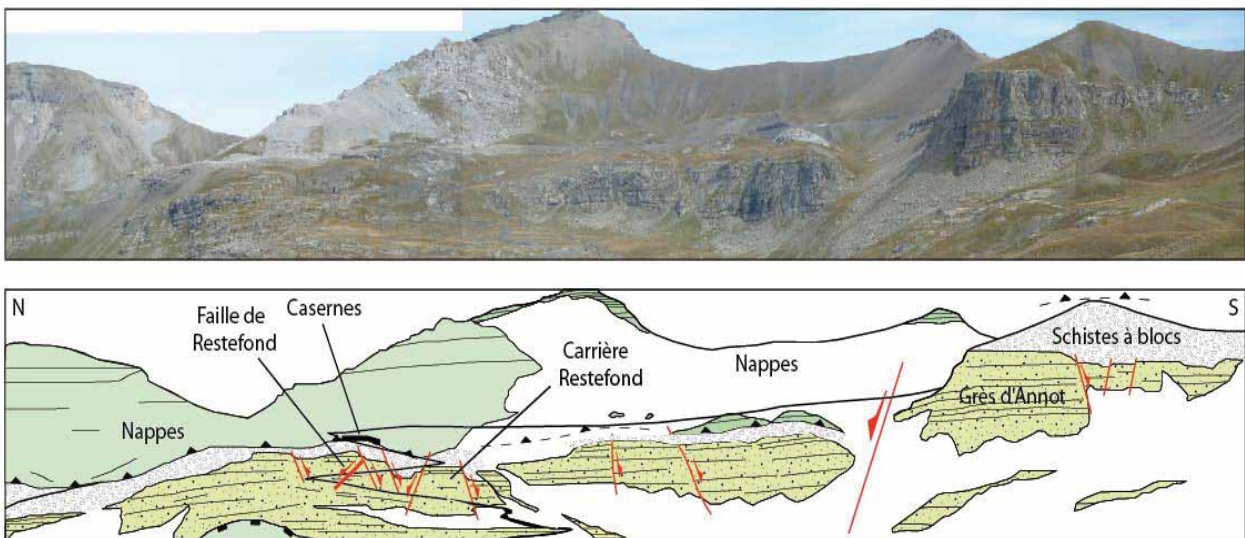 N
S
Faille de
Restefond
Casernes
Carrière
Restefond
Nappes
Nappes
Schistes à blocs
Grès d'Annot